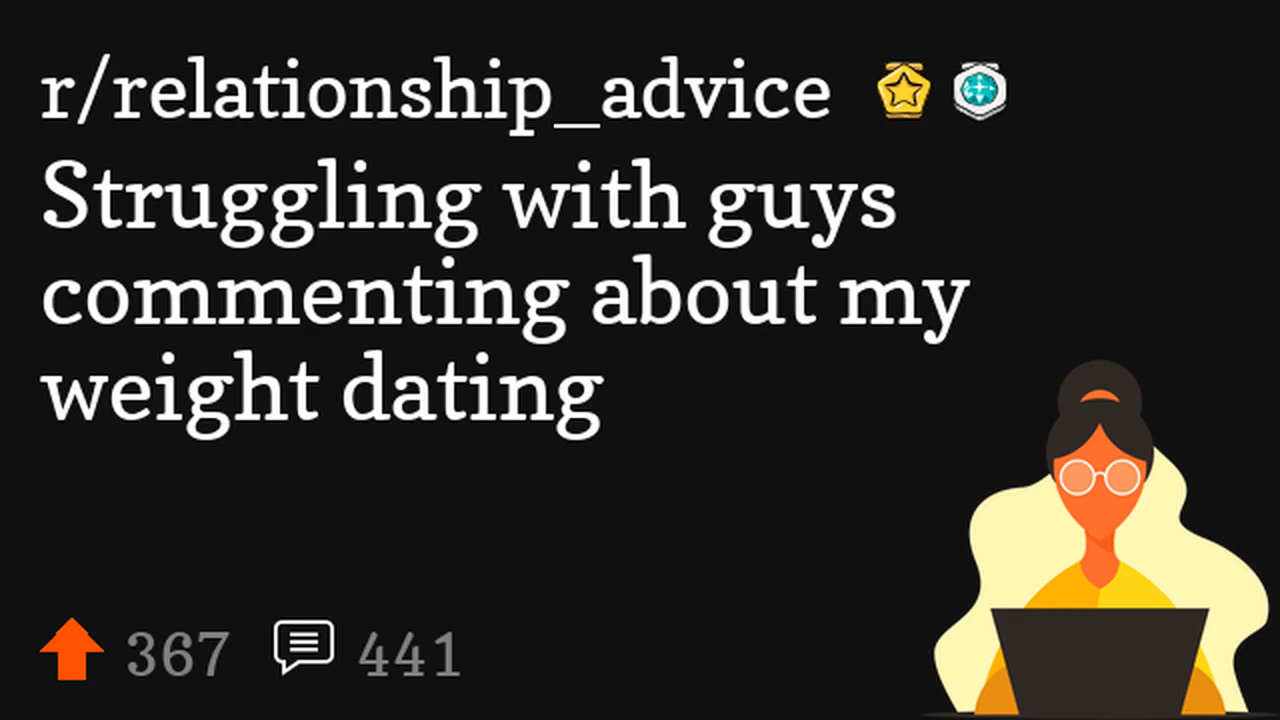 r/relationship_advice
Struggling with guys
commenting about my
weight dating
367 441